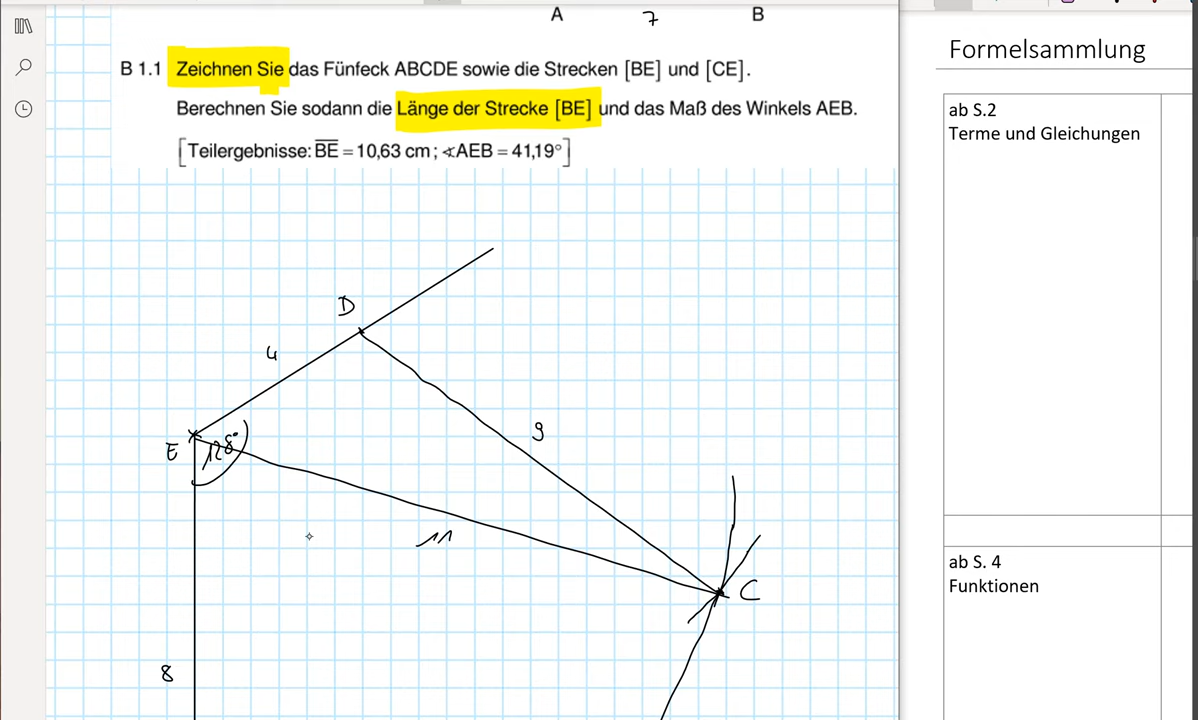 A 7 B
Formelsammlung
B 1.1 Zeichnen Sie das Fünfeck ABCDE sowie die Strecken [BE] und [CE].
Berechnen Sie sodann die Länge der Strecke [BE] und das Maß des Winkels AEB.
[Teilergebnisse: B̅E̅ = 10,63 cm; ∢AEB = 41,19°]
ab S.2
Terme und Gleichungen
D
4
9
E 128°
11
C
ab S. 4
Funktionen
8